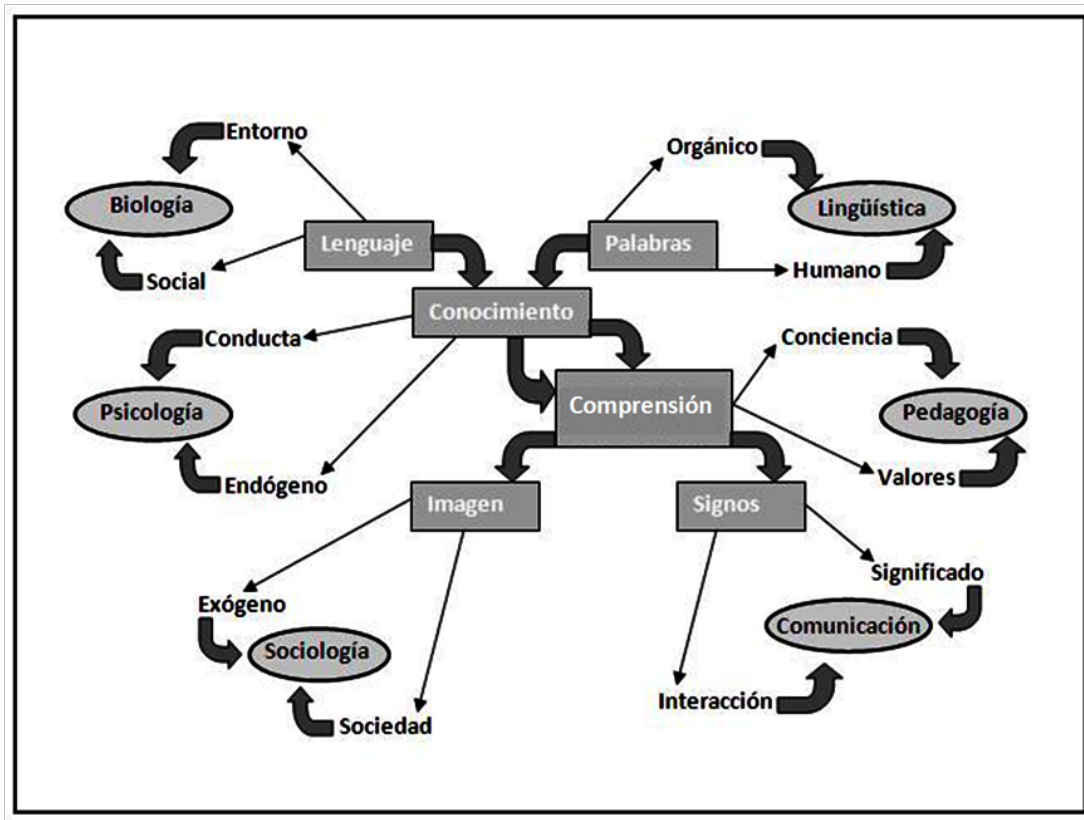 Entorno
Orgánico
Biología
Lingüística
Lenguaje
Palabras
Social
Humano
Conocimiento
Conducta
Conciencia
Psicología
Comprensión
Pedagogía
Endógeno
Valores
Imagen
Signos
Significado
Exógeno
Comunicación
Sociología
Interacción
Sociedad